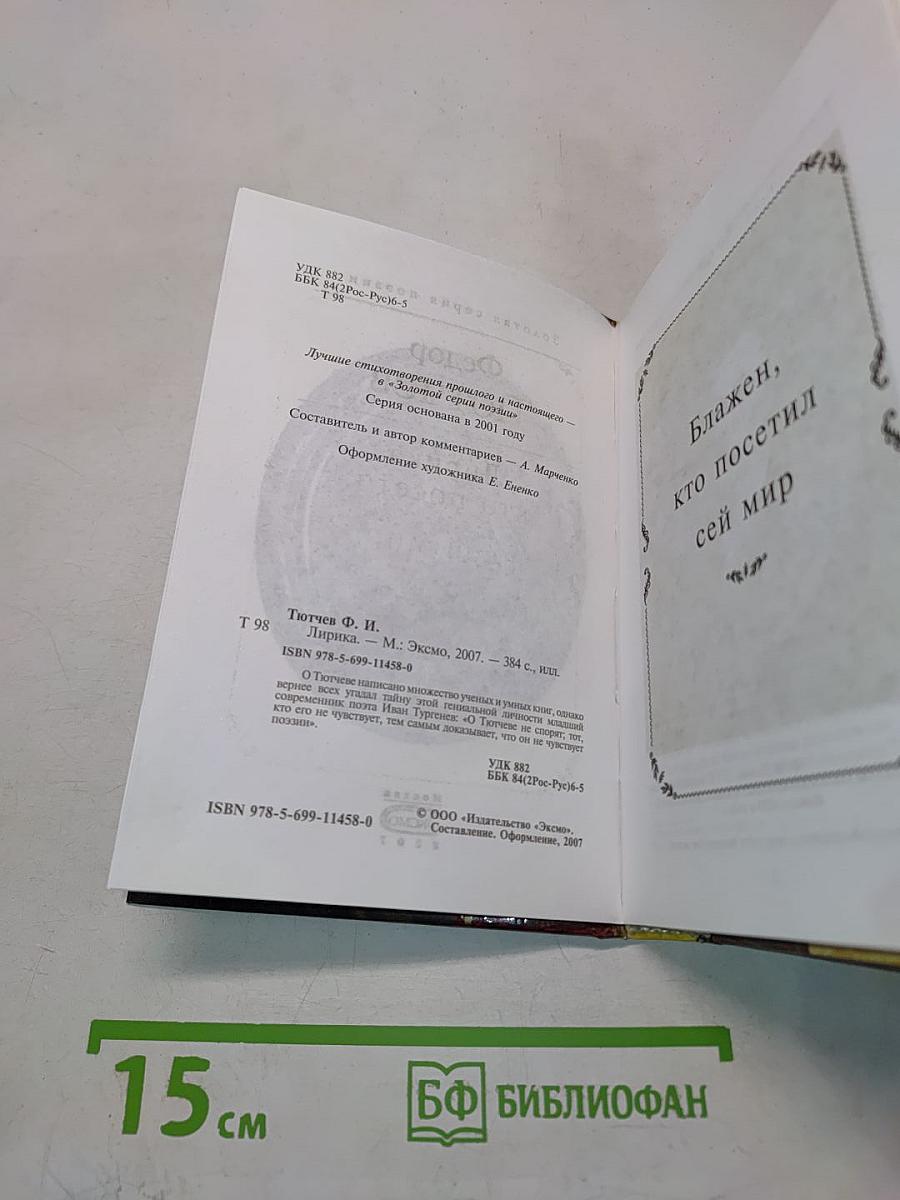 УДК 882
ББК 84(2Рос-Рус)6-5
Т 98
Лучшие стихотворения прошлого и настоящего –
в «Золотой серии поэзии»
Серия основана в 2001 году
Составитель и автор комментариев — А. Марченко
Оформление художника Е. Ененко
Тютчев Ф. И.
Т 98 Лирика. — М.: Эксмо, 2007. — 384 с., илл.
ISBN 978-5-699-11458-0
О Тютчеве написано множество ученых и умных книг, однако
вернее всех угадал тайну этой гениальной личности младший
современник поэта Иван Тургенев: «О Тютчеве не спорят; тот,
кто его не чувствует, тем самым доказывает, что он не чувствует
поэзии».
УДК 882
ББК 84(2Рос-Рус)6-5
ISBN 978-5-699-11458-0
© ООО «Издательство «Эксмо».
Составление. Оформление, 2007
Блажен,
кто посетил
сей мир
15 см
БФ БИБЛИОФАН